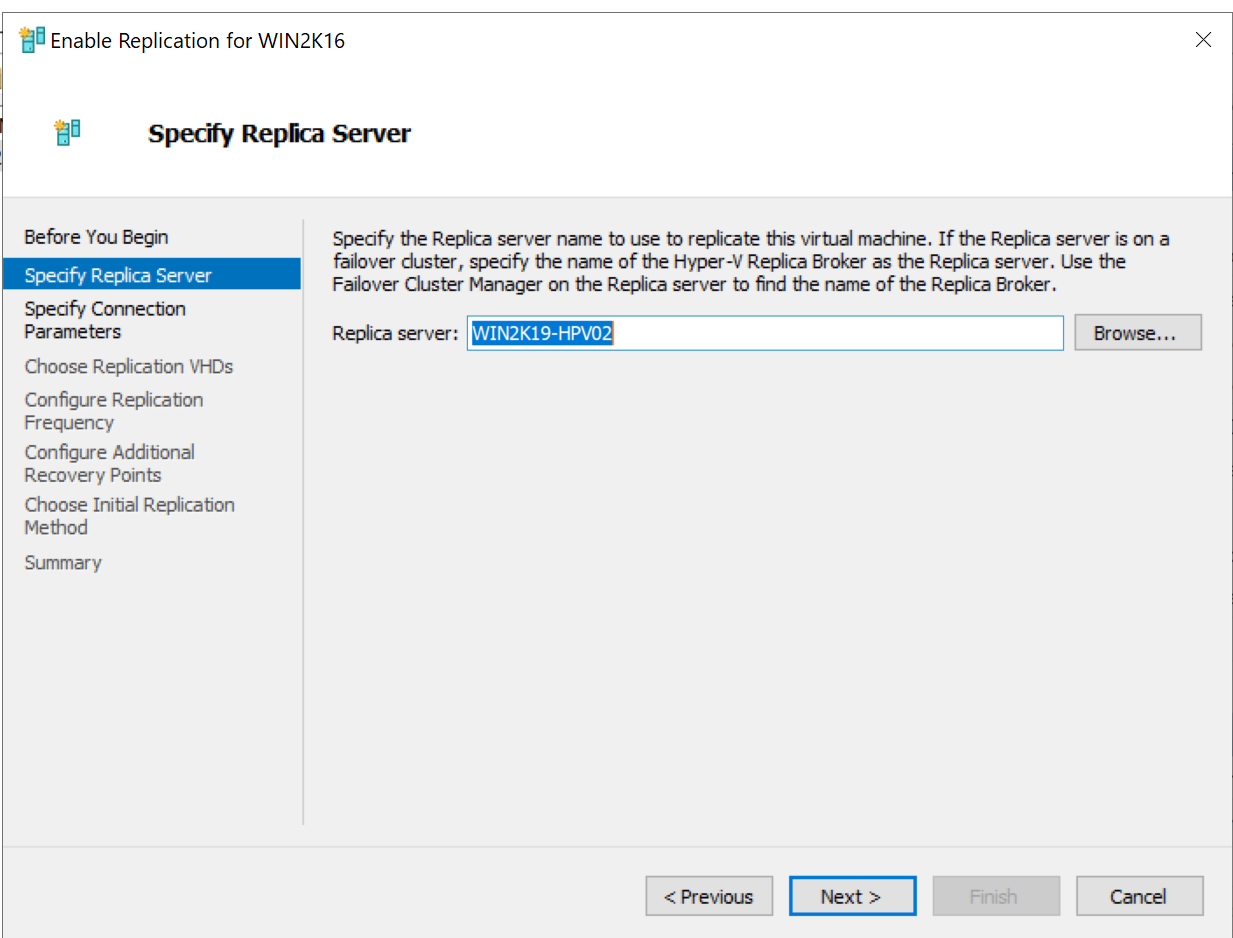 Enable Replication for WIN2K16
Specify Replica Server
Before You Begin
Specify Replica Server
Specify Connection
Parameters
Choose Replication VHDs
Configure Replication
Frequency
Configure Additional
Recovery Points
Choose Initial Replication
Method
Summary
Specify the Replica server name to use to replicate this virtual machine. If the Replica server is on a
failover cluster, specify the name of the Hyper-V Replica Broker as the Replica server. Use the
Failover Cluster Manager on the Replica server to find the name of the Replica Broker.
Replica server: WIN2K19-HPV02 Browse...
< Previous Next > Finish Cancel